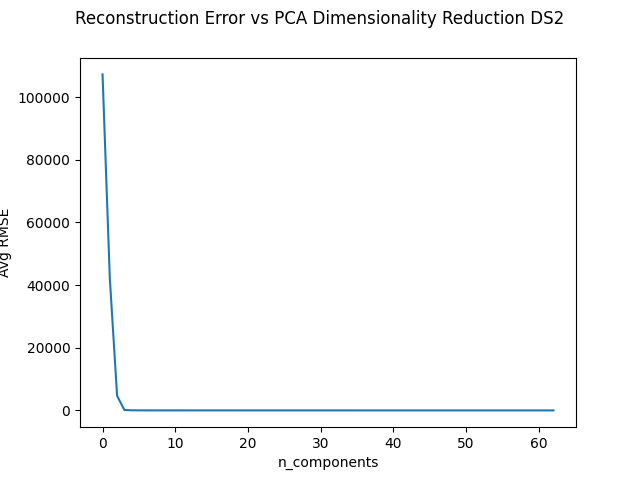 Reconstruction Error vs PCA Dimensionality Reduction DS2
100000
80000
60000
40000
20000
0
Avg RMSE
0 10 20 30 40 50 60
n_components